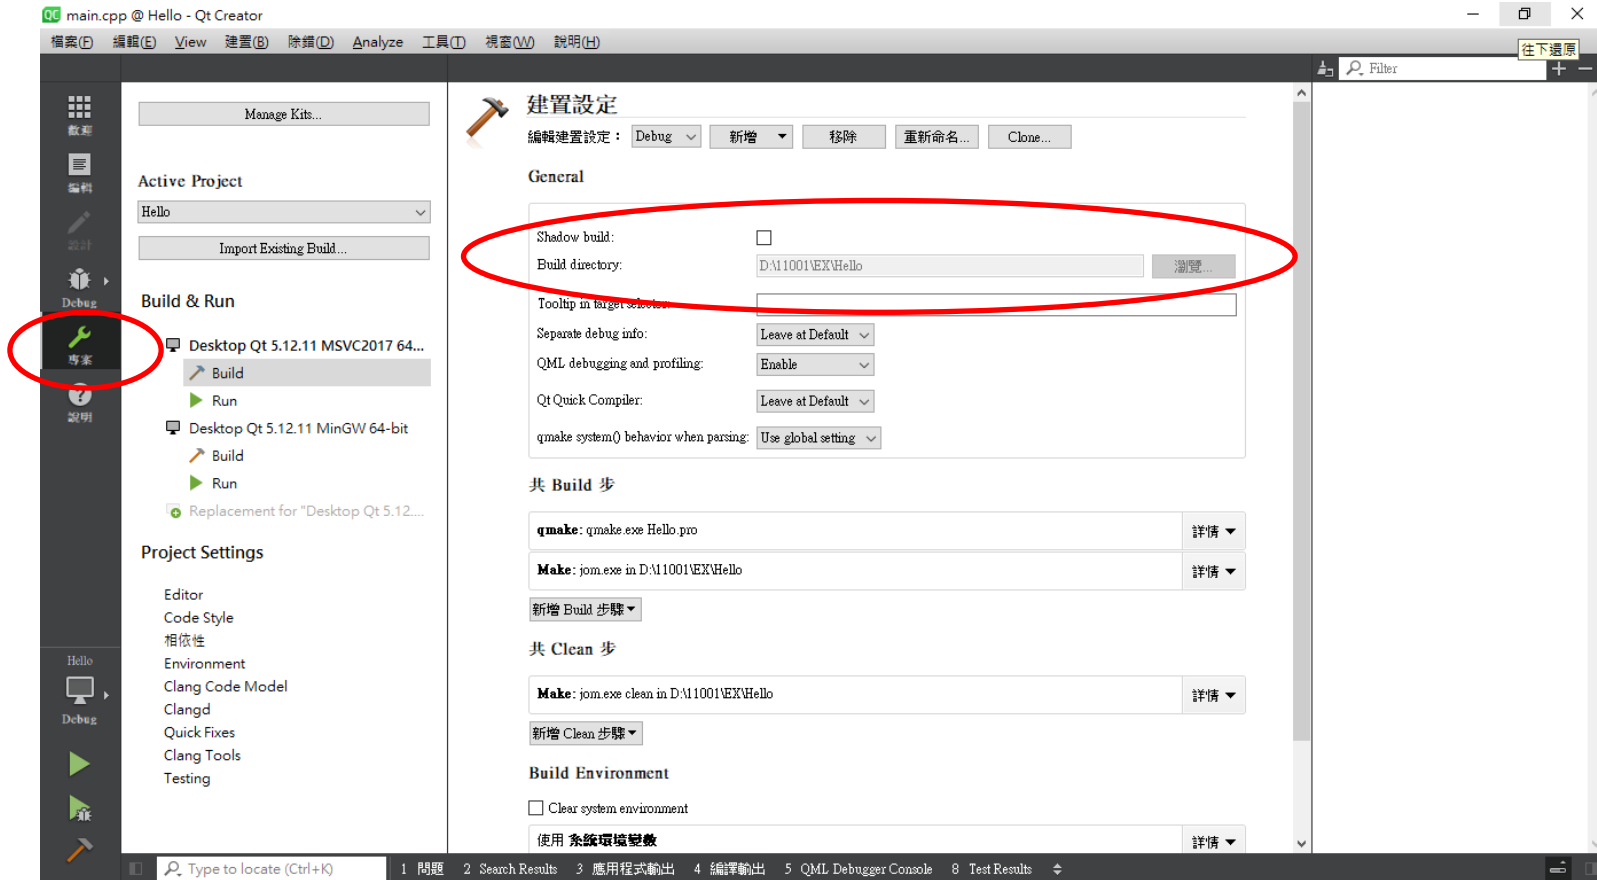 QC main.cpp @ Hello - Qt Creator
檔案(F) 編輯(E) View 建置(B) 除錯(D) Analyze 工具(T) 視窗(W) 說明(H)
往下還原
Filter
歡迎
編輯
設計
Debug
專案
說明
Hello
Debug
Manage Kits...
Active Project
Hello
Import Existing Build...
Build & Run
Desktop Qt 5.12.11 MSVC2017 64...
Build
Run
Desktop Qt 5.12.11 MinGW 64-bit
Build
Run
Replacement for "Desktop Qt 5.12....
Project Settings
Editor
Code Style
相依性
Environment
Clang Code Model
Clangd
Quick Fixes
Clang Tools
Testing
建置設定
編輯建置設定： Debug 新增 移除 重新命名... Clone...
General
Shadow build:
Build directory: D:\11001\EX\Hello 瀏覽...
Tooltip in target selector:
Separate debug info: Leave at Default
QML debugging and profiling: Enable
Qt Quick Compiler: Leave at Default
qmake system() behavior when parsing: Use global setting
共 Build 步
qmake: qmake.exe Hello.pro 詳情
Make: jom.exe in D:\11001\EX\Hello 詳情
新增 Build 步驟
共 Clean 步
Make: jom.exe clean in D:\11001\EX\Hello 詳情
新增 Clean 步驟
Build Environment
Clear system environment
使用 系統環境變數 詳情
Type to locate (Ctrl+K) 1 問題 2 Search Results 3 應用程式輸出 4 編譯輸出 5 QML Debugger Console 8 Test Results